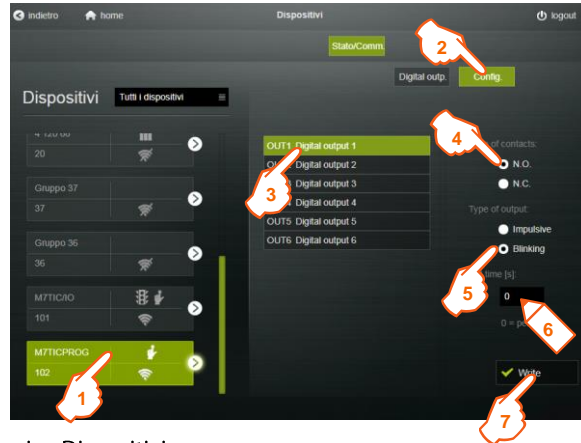 indietro home Dispositivi logout
Stato/Comm.
2
Digital outp. Config.
Dispositivi Tutti i dispositivi
20
OUT1 Digital output 1
Digital output 2
Digital output 3
Digital output 4
OUT5 Digital output 5
OUT6 Digital output 6
3
4
of contacts:
N.O.
N.C.
Type of output:
Impulsive
Blinking
time [s]:
0
5
6
Gruppo 37
37
Gruppo 36
36
M7TIC/IO
101
M7TICPROG
102
1
Write
7
Dispositivi